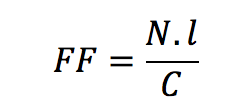 FF = N.l / C